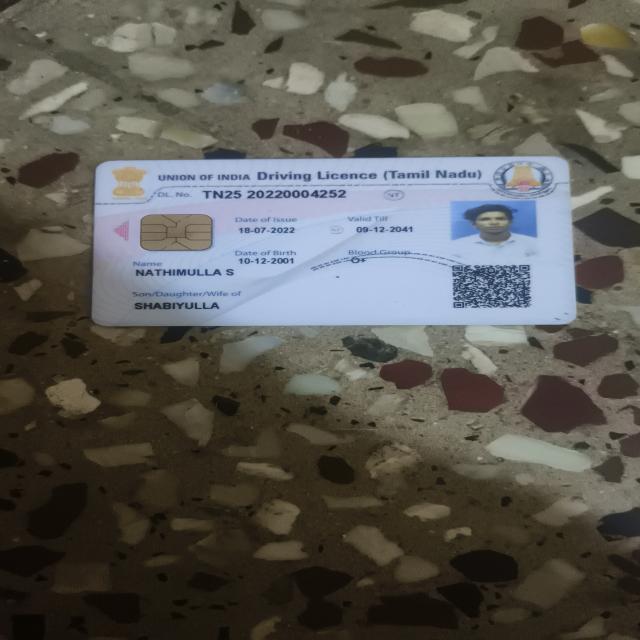 UNION OF INDIA Driving Licence (Tamil Nadu)
DL. No. TN25 20220004252
Date of Issue Valid Till
18-07-2022 09-12-2041
Date of Birth Blood Group
10-12-2001 O+
Name
NATHIMULLA S
Son/Daughter/Wife of
SHABIYULLA